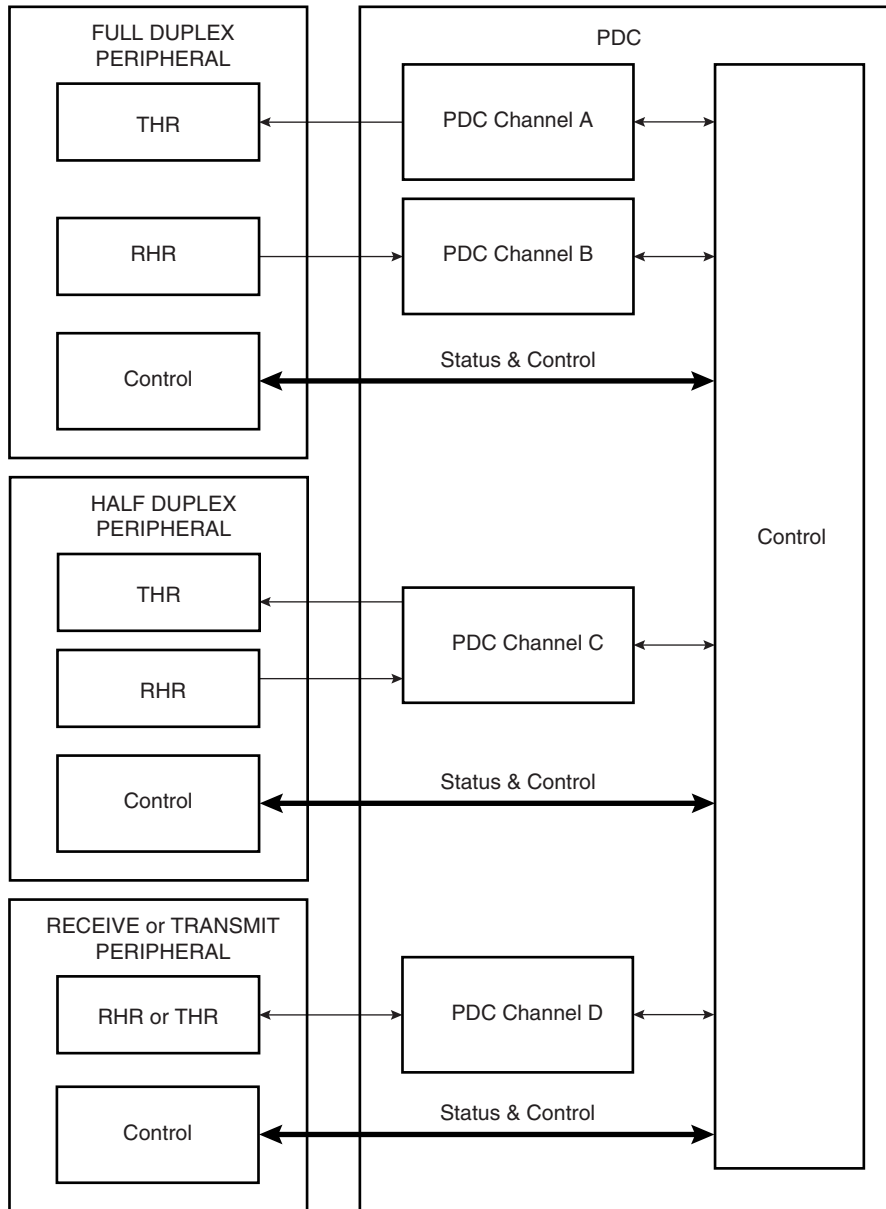 FULL DUPLEX
PERIPHERAL
THR
RHR
Control
PDC
PDC Channel A
PDC Channel B
Status & Control
HALF DUPLEX
PERIPHERAL
THR
RHR
Control
PDC Channel C
Status & Control
Control
RECEIVE or TRANSMIT
PERIPHERAL
RHR or THR
Control
PDC Channel D
Status & Control